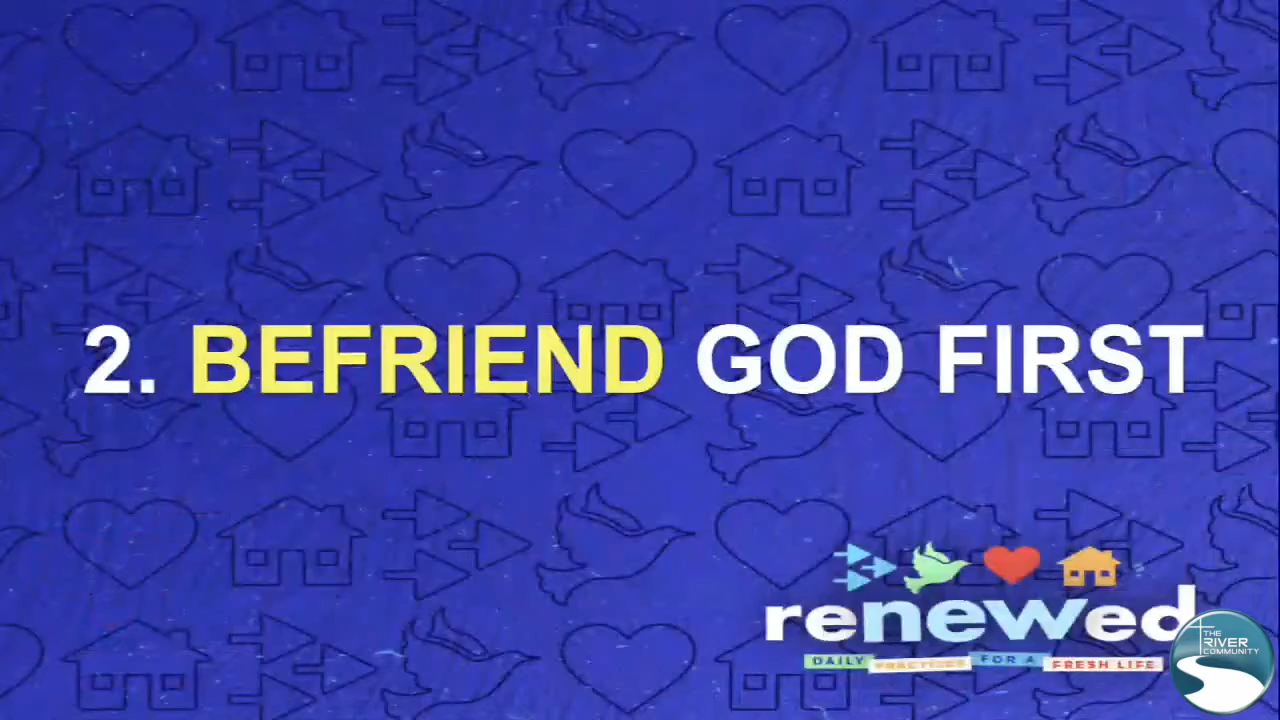 2. BEFRIEND GOD FIRST
renewed
DAILY PRACTICES FOR A FRESH LIFE
THE
RIVER
COMMUNITY